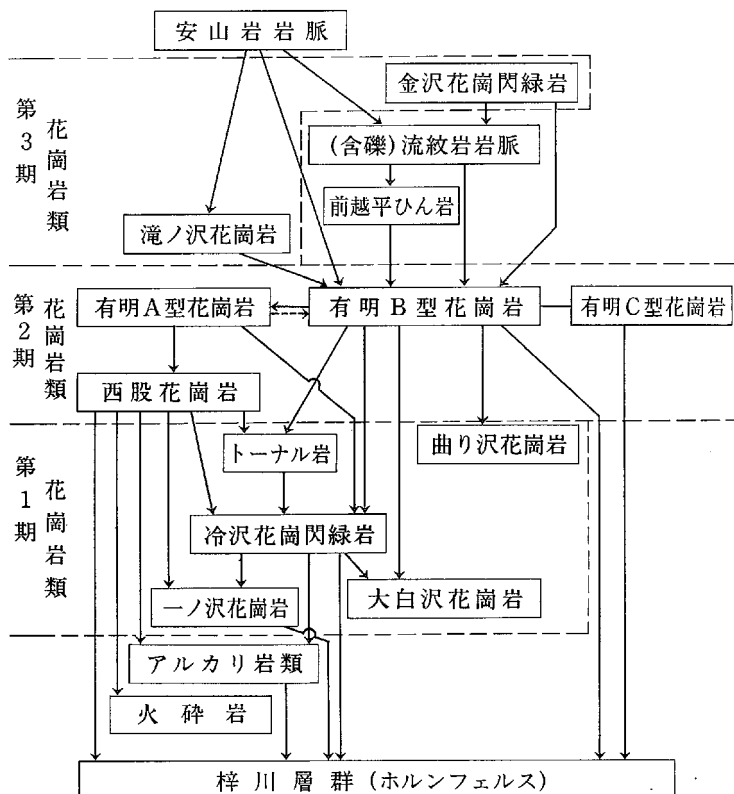 安山岩岩脈
金沢花崗閃緑岩
第3期
花崗岩類
(含礫)流紋岩岩脈
前越平ひん岩
滝ノ沢花崗岩
第2期
花崗岩類
有明A型花崗岩
有明B型花崗岩
有明C型花崗岩
西股花崗岩
第1期
花崗岩類
トーナル岩
曲り沢花崗岩
冷沢花崗閃緑岩
一ノ沢花崗岩
大白沢花崗岩
アルカリ岩類
火砕岩
梓川層群(ホルンフェルス)